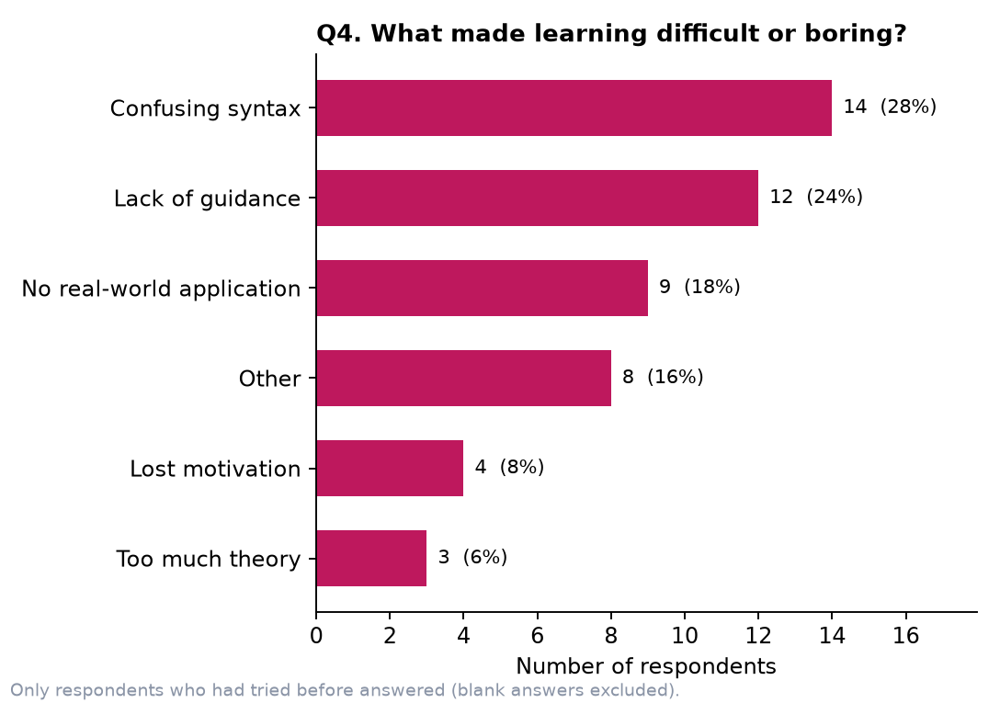 Q4. What made learning difficult or boring?
Confusing syntax
14 (28%)
Lack of guidance
12 (24%)
No real-world application
9 (18%)
Other
8 (16%)
Lost motivation
4 (8%)
Too much theory
3 (6%)
0 2 4 6 8 10 12 14 16
Number of respondents
Only respondents who had tried before answered (blank answers excluded).